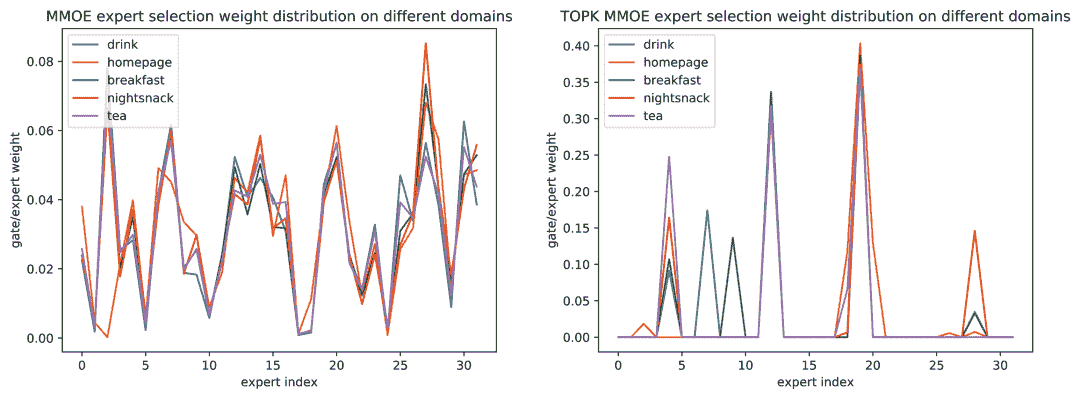 MMOE expert selection weight distribution on different domains
drink
homepage
breakfast
nightsnack
tea
gate/expert weight
0.08
0.06
0.04
0.02
0.00
0 5 10 15 20 25 30
expert index
TOPK MMOE expert selection weight distribution on different domains
drink
homepage
breakfast
nightsnack
tea
gate/expert weight
0.40
0.35
0.30
0.25
0.20
0.15
0.10
0.05
0.00
0 5 10 15 20 25 30
expert index